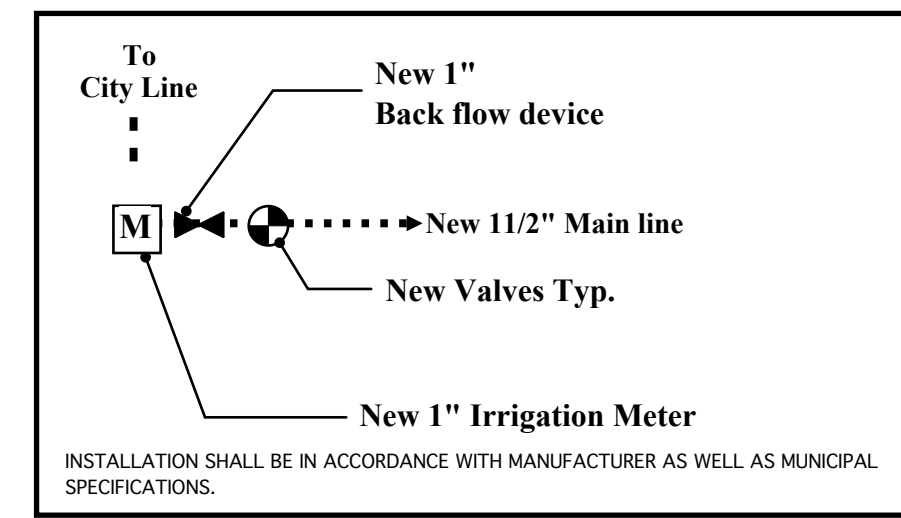 To
City Line
New 1"
Back flow device
M
New 11/2" Main line
New Valves Typ.
New 1" Irrigation Meter
INSTALLATION SHALL BE IN ACCORDANCE WITH MANUFACTURER AS WELL AS MUNICIPAL
SPECIFICATIONS.